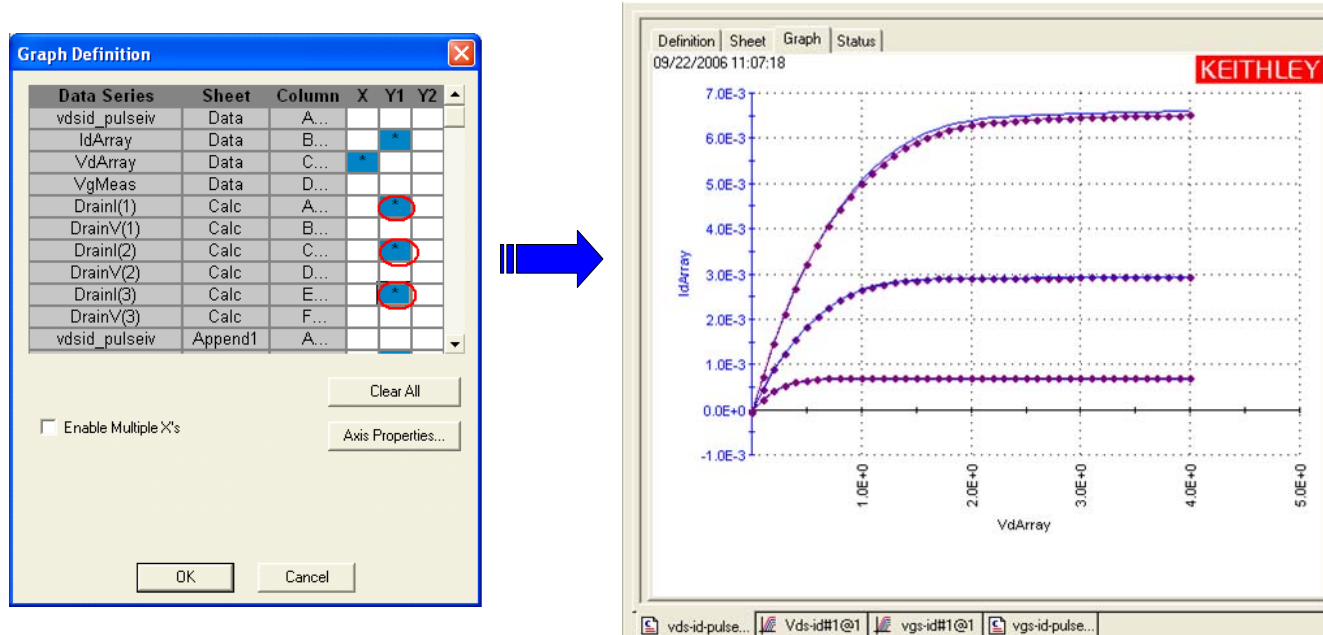 Graph Definition
Data Series Sheet Column X Y1 Y2
vdsid_pulseiv Data A...
IdArray Data B... *
VdArray Data C... *
VgMeas Data D...
DrainI(1) Calc A... *
DrainV(1) Calc B...
DrainI(2) Calc C... *
DrainV(2) Calc D...
DrainI(3) Calc E... *
DrainV(3) Calc F...
vdsid_pulseiv Append1 A...
Clear All
Enable Multiple X's
Axis Properties...
OK Cancel
Definition Sheet Graph Status
09/22/2006 11:07:18
KEITHLEY
7.0E-3
6.0E-3
5.0E-3
4.0E-3
3.0E-3
2.0E-3
1.0E-3
0.0E+0
-1.0E-3
IdArray
1.0E+0 2.0E+0 3.0E+0 4.0E+0 5.0E+0
VdArray
vds-id-pulse... Vds-id#1@1 vgs-id#1@1 vgs-id-pulse...